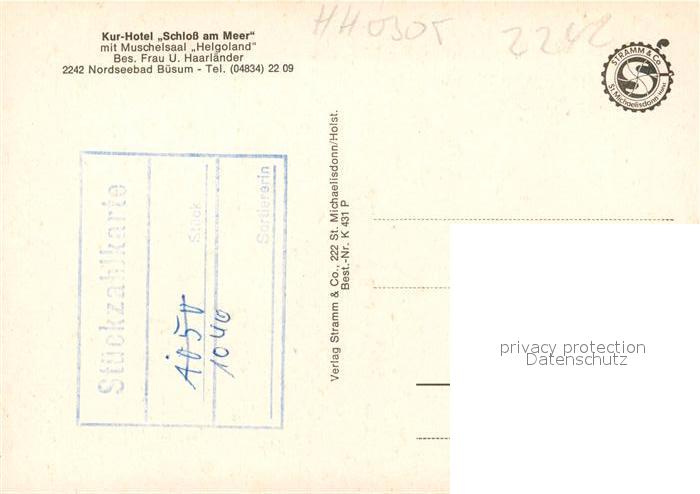 Kur-Hotel „Schloß am Meer“
mit Muschelsaal „Helgoland“
Bes. Frau U. Haarländer
2242 Nordseebad Büsum - Tel. (04834) 22 09
HH0305
2242
STRAMM & Co.
St. Michaelisdonn
Stückzahlkarte
Stück
Sortiererin
1040
Verlag Stramm & Co., 222 St. Michaelisdonn/Holst.
Best.-Nr. K 431 P
privacy protection
Datenschutz